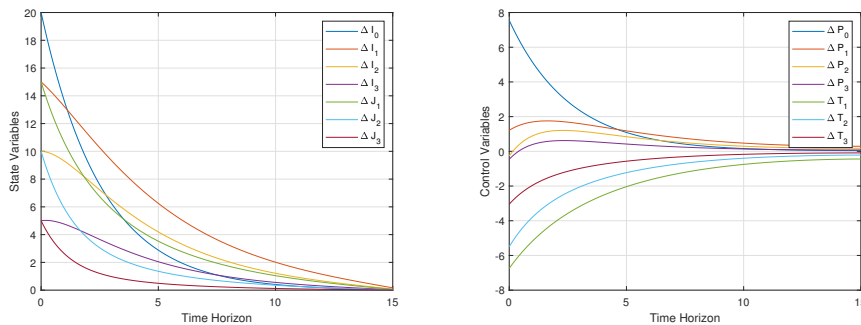 20
18
16
14
12
10
8
6
4
2
0
0 5 10 15
State Variables
Time Horizon
Δ I0
Δ I1
Δ I2
Δ I3
Δ J1
Δ J2
Δ J3
8
6
4
2
0
-2
-4
-6
-8
0 5 10 15
Control Variables
Time Horizon
Δ P0
Δ P1
Δ P2
Δ P3
Δ T1
Δ T2
Δ T3